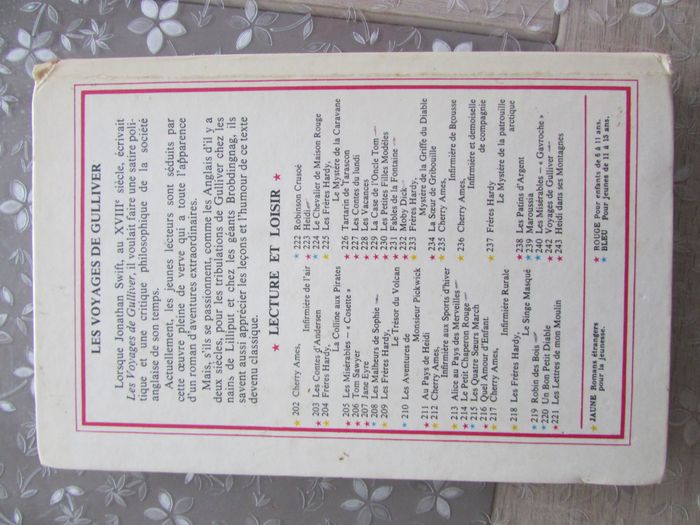 LES VOYAGES DE GULLIVER
Lorsque Jonathan Swift, au XVIIIe siècle, écrivait
Les Voyages de Gulliver, il voulait faire une satire poli-
tique et une critique philosophique de la société
anglaise de son temps.
Actuellement, les jeunes lecteurs sont séduits par
cette œuvre pleine de verve qui a toute l'apparence
d'un roman d'aventures extraordinaires.
Mais, s'ils se passionnent, comme les Anglais d'il y a
deux siècles, pour les tribulations de Gulliver chez les
nains de Lilliput et chez les géants Brobdingnag, ils
savent aussi apprécier les leçons et l'humour de ce texte
devenu classique.
★ LECTURE ET LOISIR ★
★ 202 Cherry Ames,
Infirmière de l'air
★ 203 Les Contes d'Andersen
★ 204 Frères Hardy,
La Colline aux Pirates
★ 205 Les Misérables — « Cosette »
★ 206 Tom Sawyer
★ 207 Jane Eyre
★ 208 Les Malheurs de Sophie
★ 209 Les Frères Hardy,
Le Trésor du Volcan
★ 210 Les Aventures de
Monsieur Pickwick
★ 211 Au Pays de Heidi
★ 212 Cherry Ames,
Infirmière aux Sports d'hiver
★ 213 Alice au Pays des Merveilles
★ 214 Le Petit Chaperon Rouge
★ 215 Les Quatre Sœurs March
★ 216 Quel Amour d'Enfant
★ 217 Cherry Ames,
Infirmière Rurale
★ 218 Les Frères Hardy,
Le Singe Masqué
★ 219 Robin des Bois
★ 220 Un Bon Petit Diable
★ 221 Les Lettres de mon Moulin
★ 222 Robinson Crusoé
★ 223 Heidi
★ 224 Le Chevalier de Maison Rouge
★ 225 Les Frères Hardy,
Le Mystère de la Caravane
★ 226 Tartarin de Tarascon
★ 227 Les Contes du lundi
★ 228 Les Vacances
★ 229 La Case de l'Oncle Tom
★ 230 Les Petites Filles Modèles
★ 231 Fables de la Fontaine
★ 232 Moby Dick
★ 233 Frères Hardy,
Mystère de la Griffe du Diable
★ 234 La Sœur de Gribouille
★ 235 Cherry Ames,
Infirmière de Brousse
★ 236 Cherry Ames,
Infirmière et demoiselle
de compagnie
★ 237 Frères Hardy
Le Mystère de la patrouille
arctique
★ 238 Les Patins d'Argent
★ 239 Maroussia
★ 240 Les Misérables — « Gavroche »
★ 242 Voyages de Gulliver
★ 243 Heidi dans ses Montagnes
★ JAUNE Romans étrangers
pour la jeunesse.
★ ROUGE Pour enfants de 6 à 11 ans.
★ BLEU Pour jeunes de 11 à 15 ans.